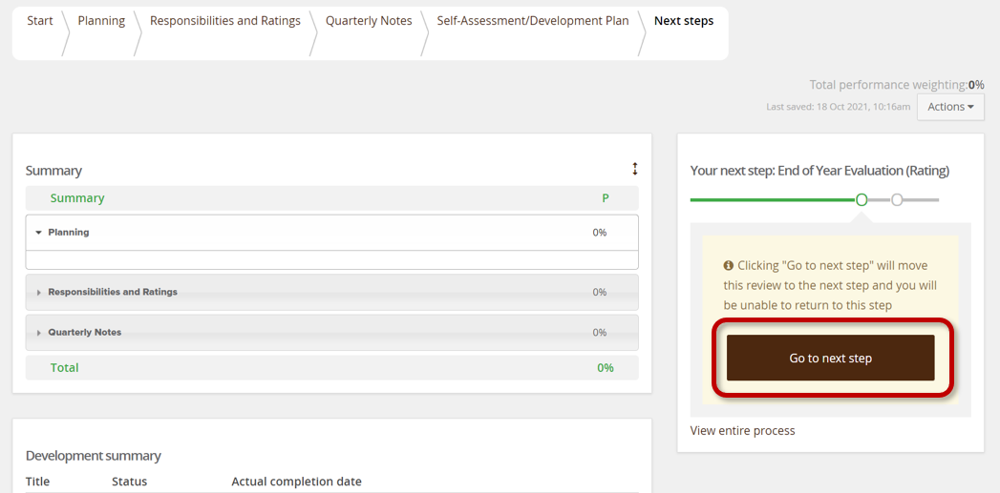 Start Planning Responsibilities and Ratings Quarterly Notes Self-Assessment/Development Plan Next steps
Total performance weighting:0%
Last saved: 18 Oct 2021, 10:16am Actions
Summary
Summary P
Planning 0%
Responsibilities and Ratings 0%
Quarterly Notes 0%
Total 0%
Your next step: End of Year Evaluation (Rating)
Clicking "Go to next step" will move
this review to the next step and you will
be unable to return to this step
Go to next step
View entire process
Development summary
Title Status Actual completion date